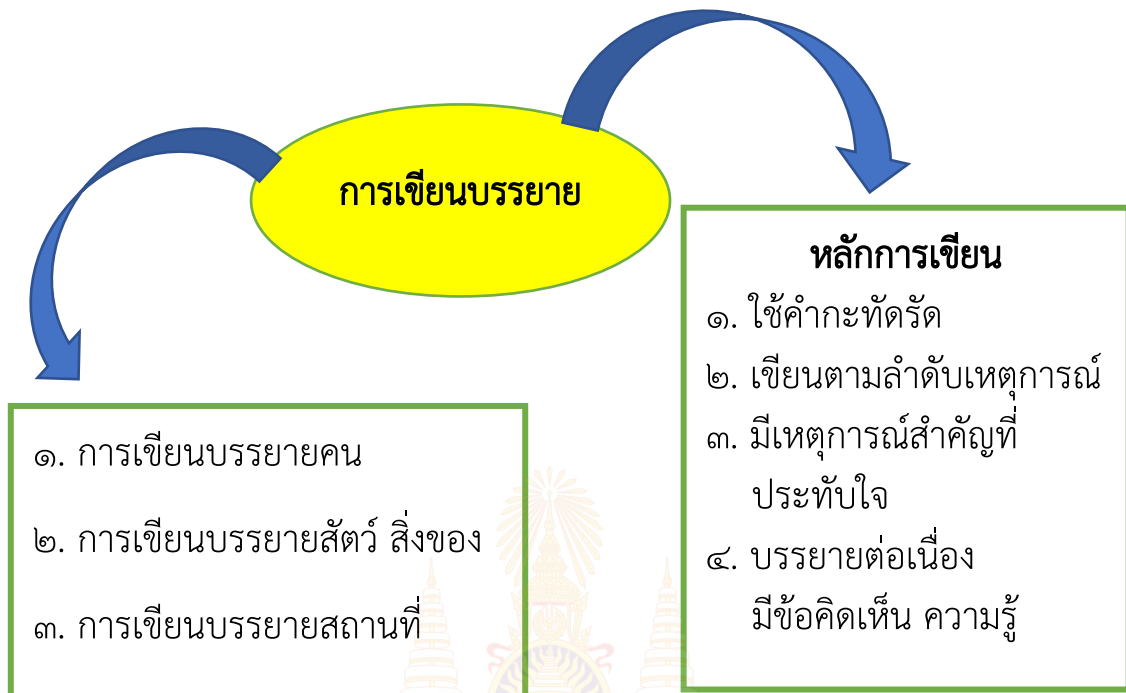 การเขียนบรรยาย
๑. การเขียนบรรยายคน
๒. การเขียนบรรยายสัตว์ สิ่งของ
๓. การเขียนบรรยายสถานที่
หลักการเขียน
๑. ใช้คำกะทัดรัด
๒. เขียนตามลำดับเหตุการณ์
๓. มีเหตุการณ์สำคัญที่
ประทับใจ
๔. บรรยายต่อเนื่อง
มีข้อคิดเห็น ความรู้